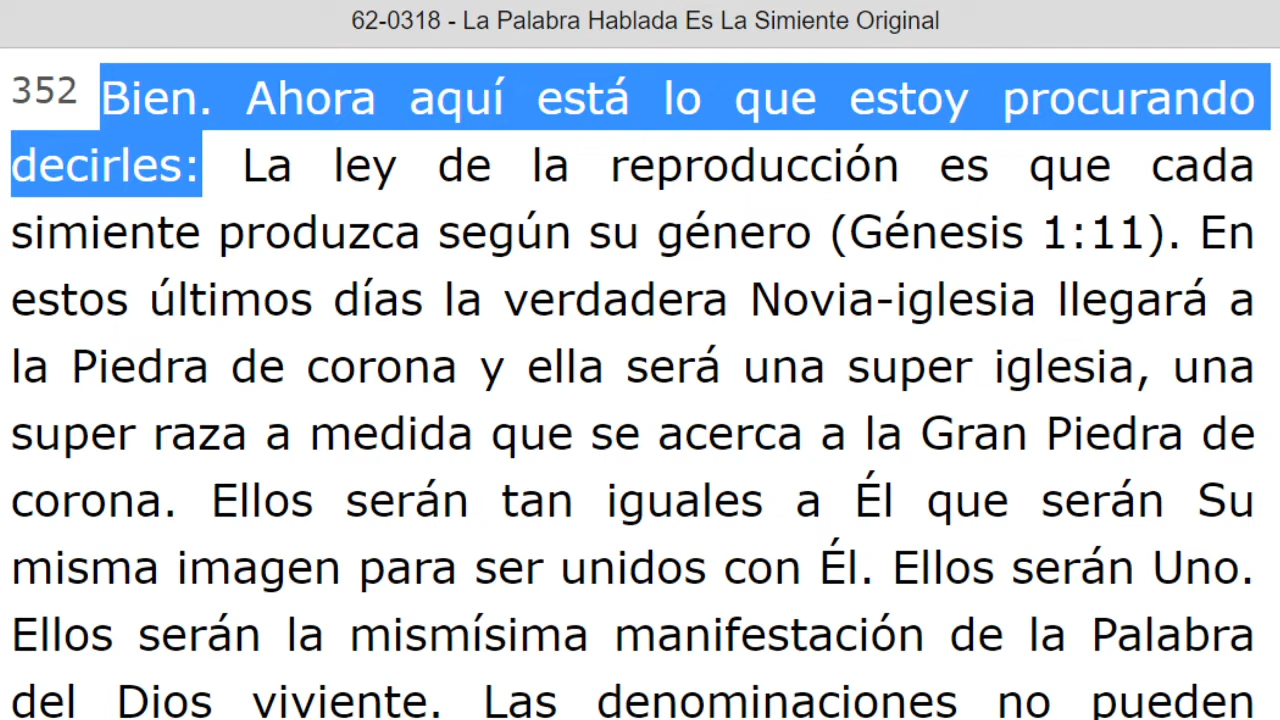 62-0318 - La Palabra Hablada Es La Simiente Original
352 Bien. Ahora aquí está lo que estoy procurando
decirles: La ley de la reproducción es que cada
simiente produzca según su género (Génesis 1:11). En
estos últimos días la verdadera Novia-iglesia llegará a
la Piedra de corona y ella será una super iglesia, una
super raza a medida que se acerca a la Gran Piedra de
corona. Ellos serán tan iguales a Él que serán Su
misma imagen para ser unidos con Él. Ellos serán Uno.
Ellos serán la mismísima manifestación de la Palabra
del Dios viviente. Las denominaciones no pueden